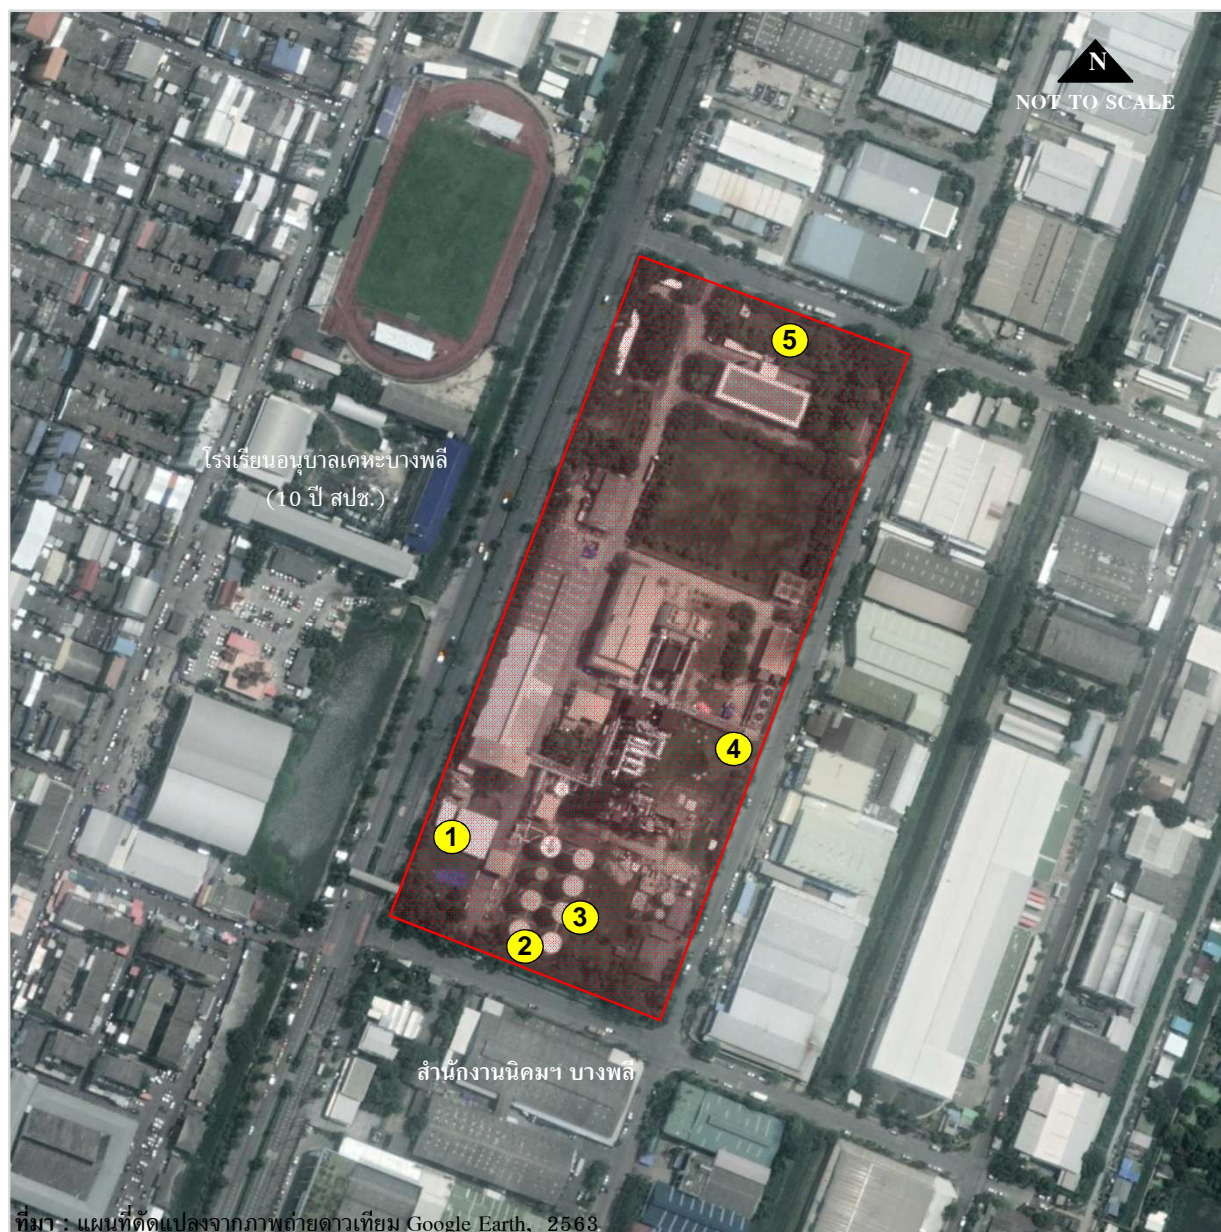 N
NOT TO SCALE
5
โรงเรียนอนุบาลเคหะบางพลี
(10 ปี สปช.)
4
1
3
2
สำนักงานนิคมฯ บางพลี
ที่มา : แผนที่ดัดแปลงจากภาพถ่ายดาวเทียม Google Earth, 2563